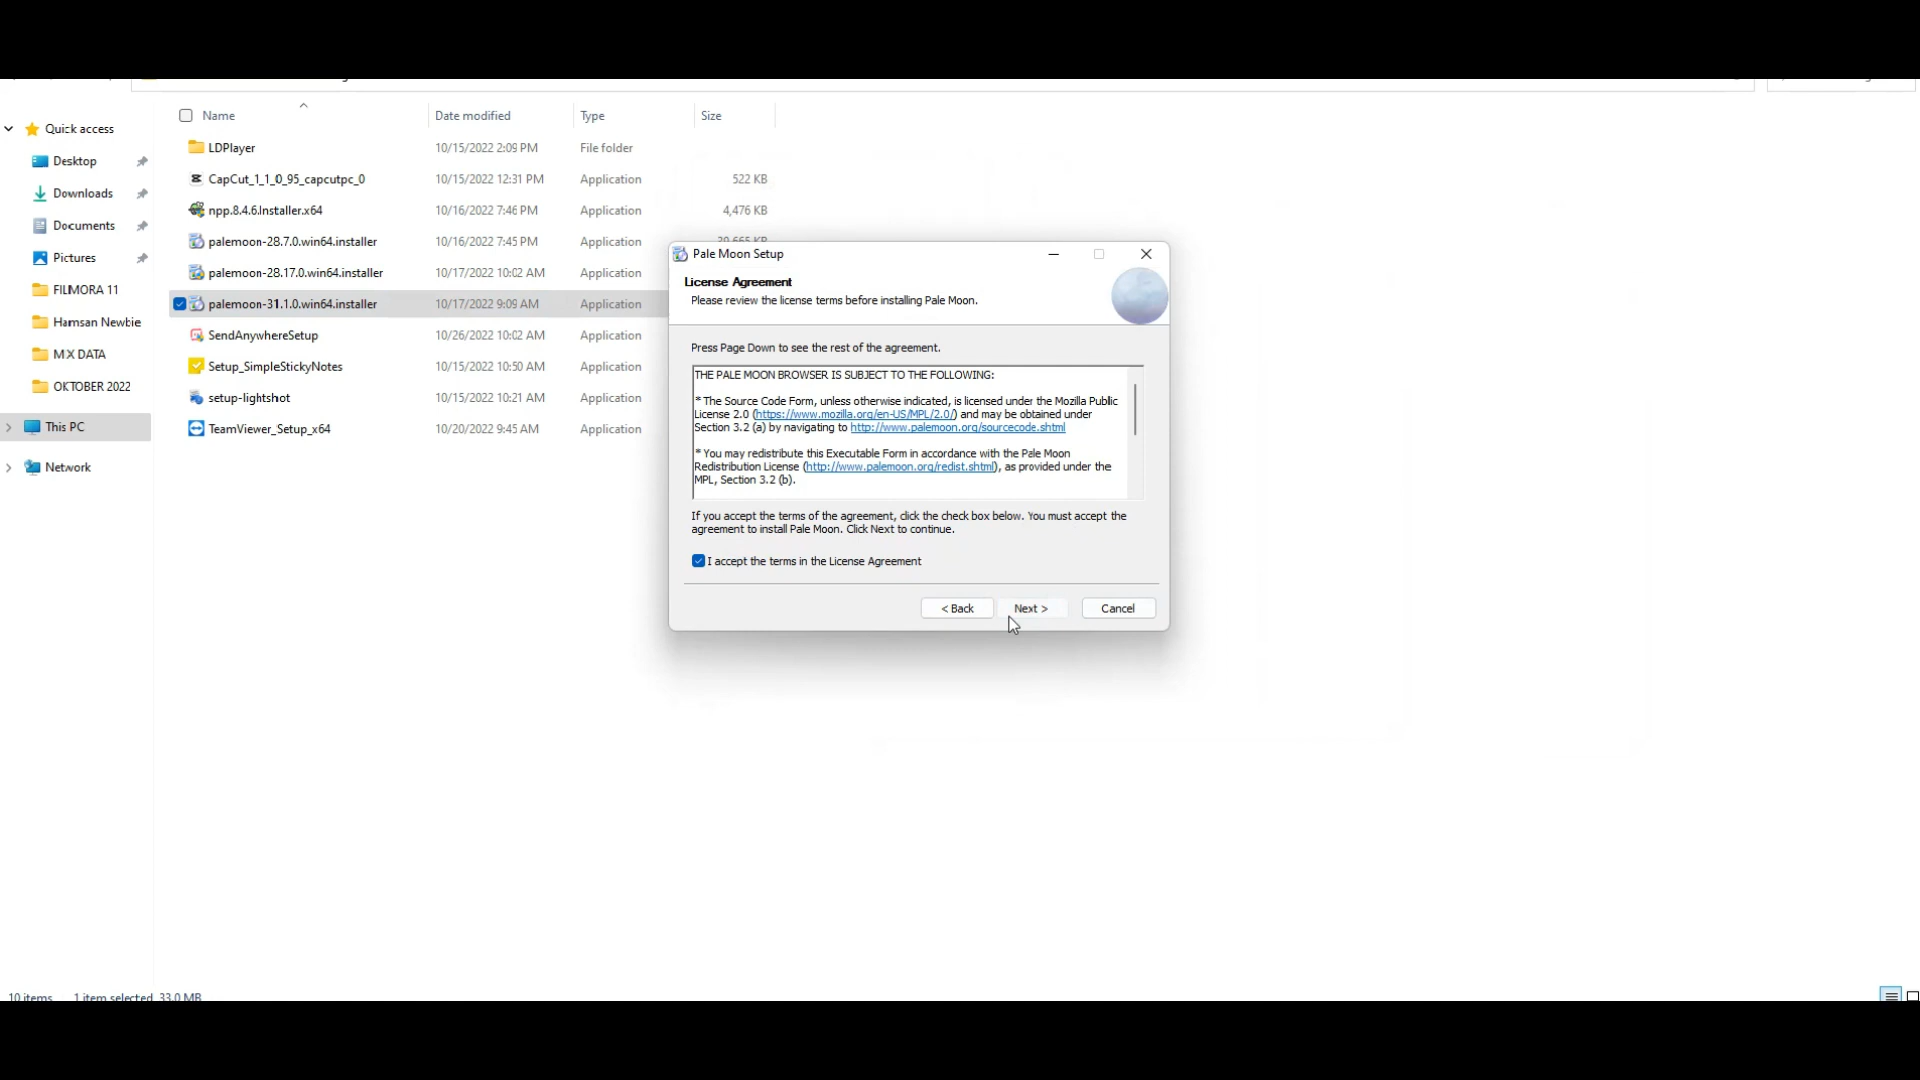 Name Date modified Type Size
Quick access
Desktop
Downloads
Documents
Pictures
FILMORA 11
Hamsan Newbie
MIX DATA
OKTOBER 2022
This PC
Network
LDPlayer 10/15/2022 2:09 PM File folder
CapCut_1_1_0_95_capcutpc_0 10/15/2022 12:31 PM Application 522 KB
npp.8.4.6.Installer.x64 10/16/2022 7:46 PM Application 4,476 KB
palemoon-28.7.0.win64.installer 10/16/2022 7:45 PM Application
palemoon-28.17.0.win64.installer 10/17/2022 10:02 AM Application
palemoon-31.1.0.win64.installer 10/17/2022 9:09 AM Application
SendAnywhereSetup 10/26/2022 10:02 AM Application
Setup_SimpleStickyNotes 10/15/2022 10:50 AM Application
setup-lightshot 10/15/2022 10:21 AM Application
TeamViewer_Setup_x64 10/20/2022 9:45 AM Application
Pale Moon Setup
License Agreement
Please review the license terms before installing Pale Moon.
Press Page Down to see the rest of the agreement.
THE PALE MOON BROWSER IS SUBJECT TO THE FOLLOWING:
* The Source Code Form, unless otherwise indicated, is licensed under the Mozilla Public
License 2.0 (https://www.mozilla.org/en-US/MPL/2.0/) and may be obtained under
Section 3.2 (a) by navigating to http://www.palemoon.org/sourcecode.shtml
* You may redistribute this Executable Form in accordance with the Pale Moon
Redistribution License (http://www.palemoon.org/redist.shtml), as provided under the
MPL, Section 3.2 (b).
If you accept the terms of the agreement, click the check box below. You must accept the
agreement to install Pale Moon. Click Next to continue.
I accept the terms in the License Agreement
< Back Next > Cancel
10 items 1 item selected 33.0 MB